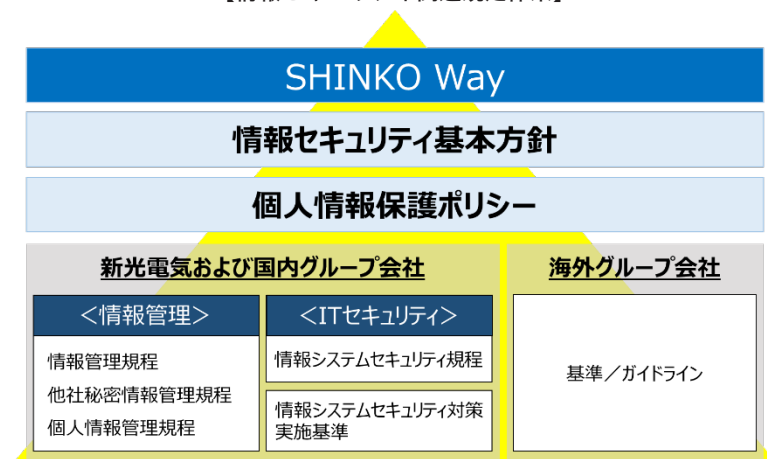 SHINKO Way
情報セキュリティ基本方針
個人情報保護ポリシー
新光電気および国内グループ会社
海外グループ会社
＜情報管理＞
情報管理規程
他社秘密情報管理規程
個人情報管理規程
＜ITセキュリティ＞
情報システムセキュリティ規程
情報システムセキュリティ対策
実施基準
基準／ガイドライン